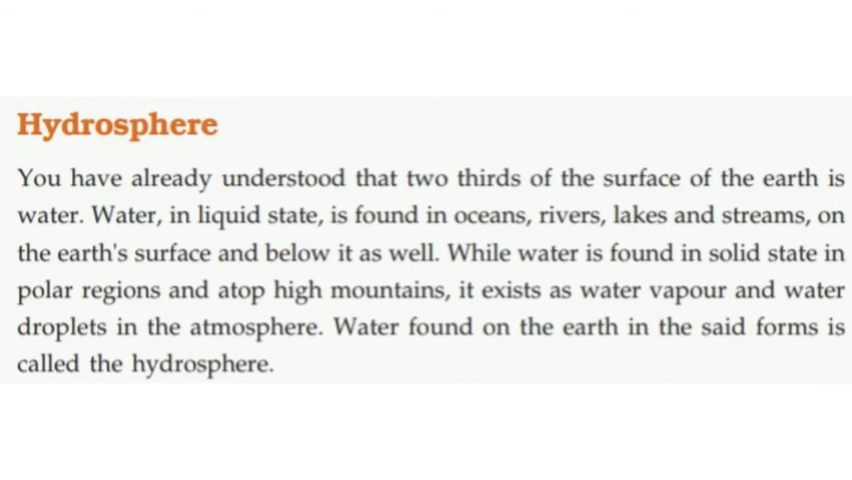 Hydrosphere
You have already understood that two thirds of the surface of the earth is
water. Water, in liquid state, is found in oceans, rivers, lakes and streams, on
the earth's surface and below it as well. While water is found in solid state in
polar regions and atop high mountains, it exists as water vapour and water
droplets in the atmosphere. Water found on the earth in the said forms is
called the hydrosphere.